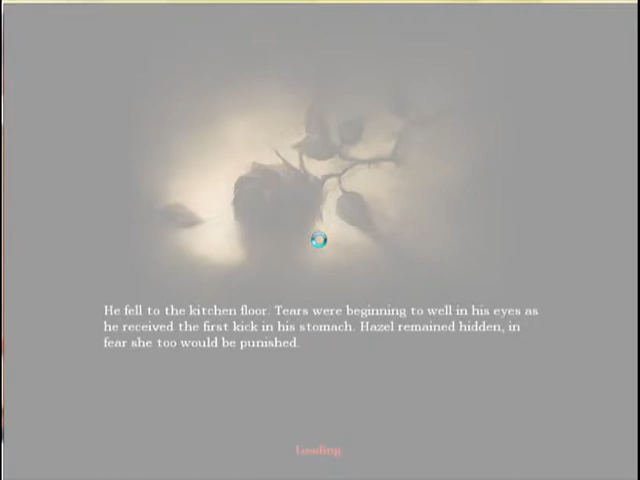 He fell to the kitchen floor. Tears were beginning to well in his eyes as
he received the first kick in his stomach. Hazel remained hidden, in
fear she too would be punished.
Loading